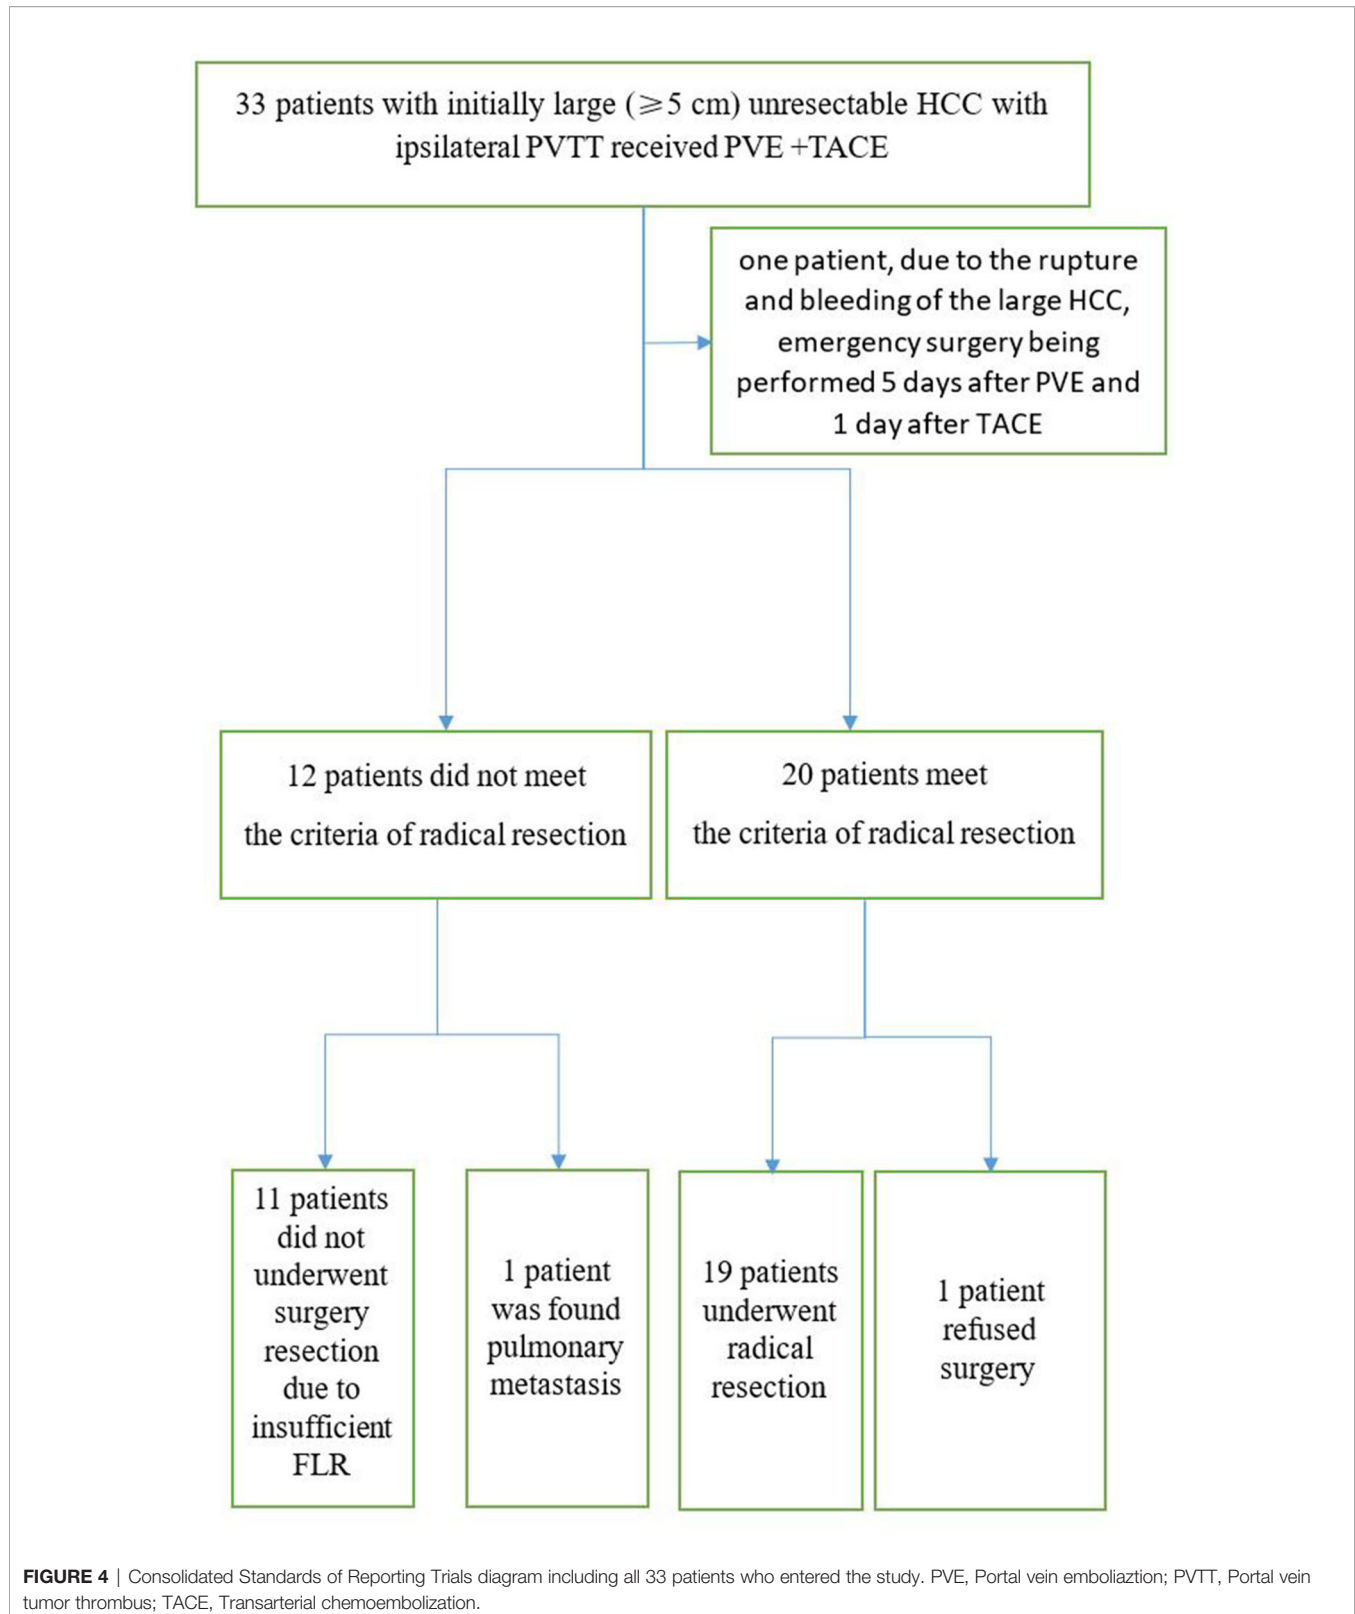 33 patients with initially large (⩾5 cm) unresectable HCC with
ipsilateral PVTT received PVE +TACE
one patient, due to the rupture
and bleeding of the large HCC,
emergency surgery being
performed 5 days after PVE and
1 day after TACE
12 patients did not meet
the criteria of radical resection
20 patients meet
the criteria of radical resection
11 patients
did not
underwent
surgery
resection
due to
insufficient
FLR
1 patient
was found
pulmonary
metastasis
19 patients
underwent
radical
resection
1 patient
refused
surgery
FIGURE 4 | Consolidated Standards of Reporting Trials diagram including all 33 patients who entered the study. PVE, Portal vein emboliaztion; PVTT, Portal vein
tumor thrombus; TACE, Transarterial chemoembolization.